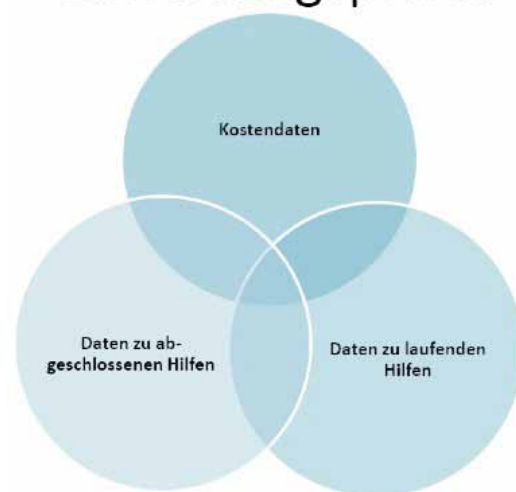 Kostendaten
Daten zu ab-
geschlossenen Hilfen
Daten zu laufenden
Hilfen